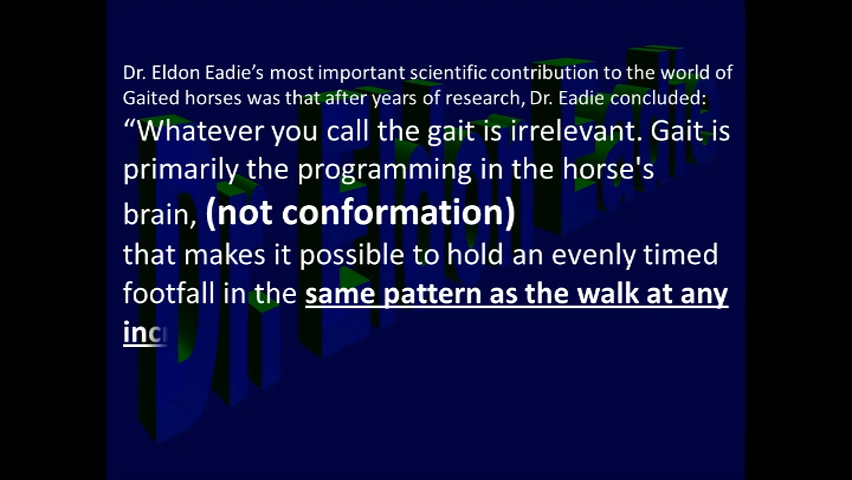 Dr. Eldon Eadie’s most important scientific contribution to the world of
Gaited horses was that after years of research, Dr. Eadie concluded:
“Whatever you call the gait is irrelevant. Gait is
primarily the programming in the horse's
brain, (not conformation)
that makes it possible to hold an evenly timed
footfall in the same pattern as the walk at any
Dr. Eldon Eadie